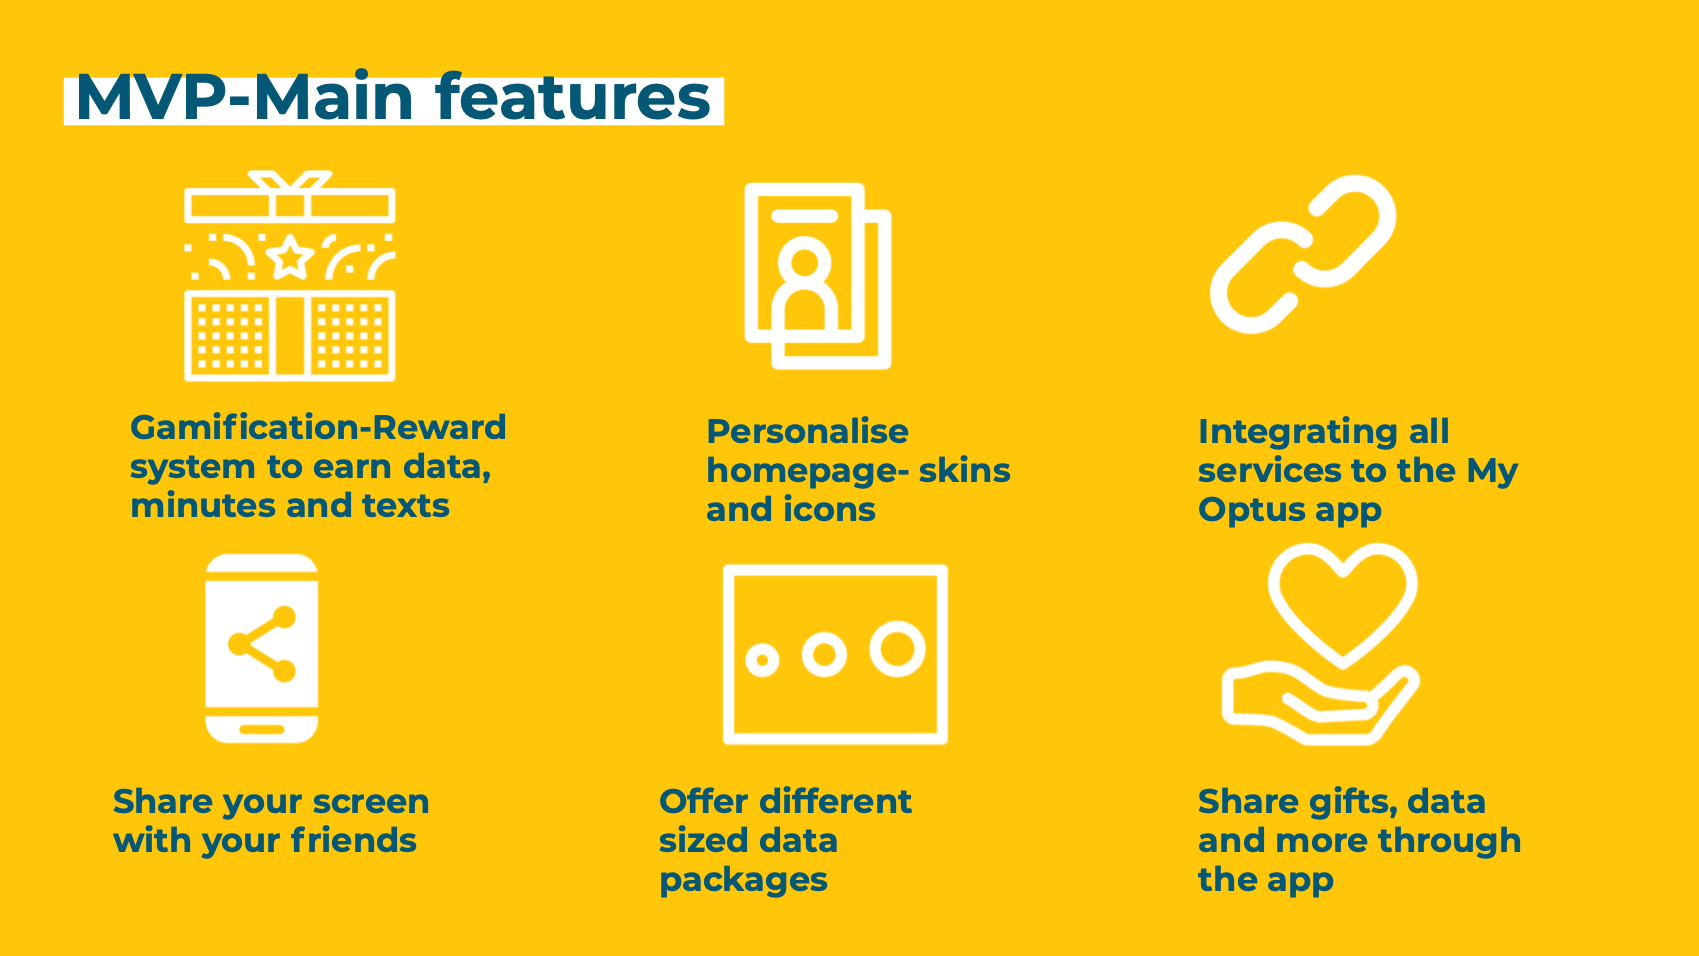 MVP-Main features
Gamification-Reward
system to earn data,
minutes and texts
Personalise
homepage- skins
and icons
Integrating all
services to the My
Optus app
Share your screen
with your friends
Offer different
sized data
packages
Share gifts, data
and more through
the app